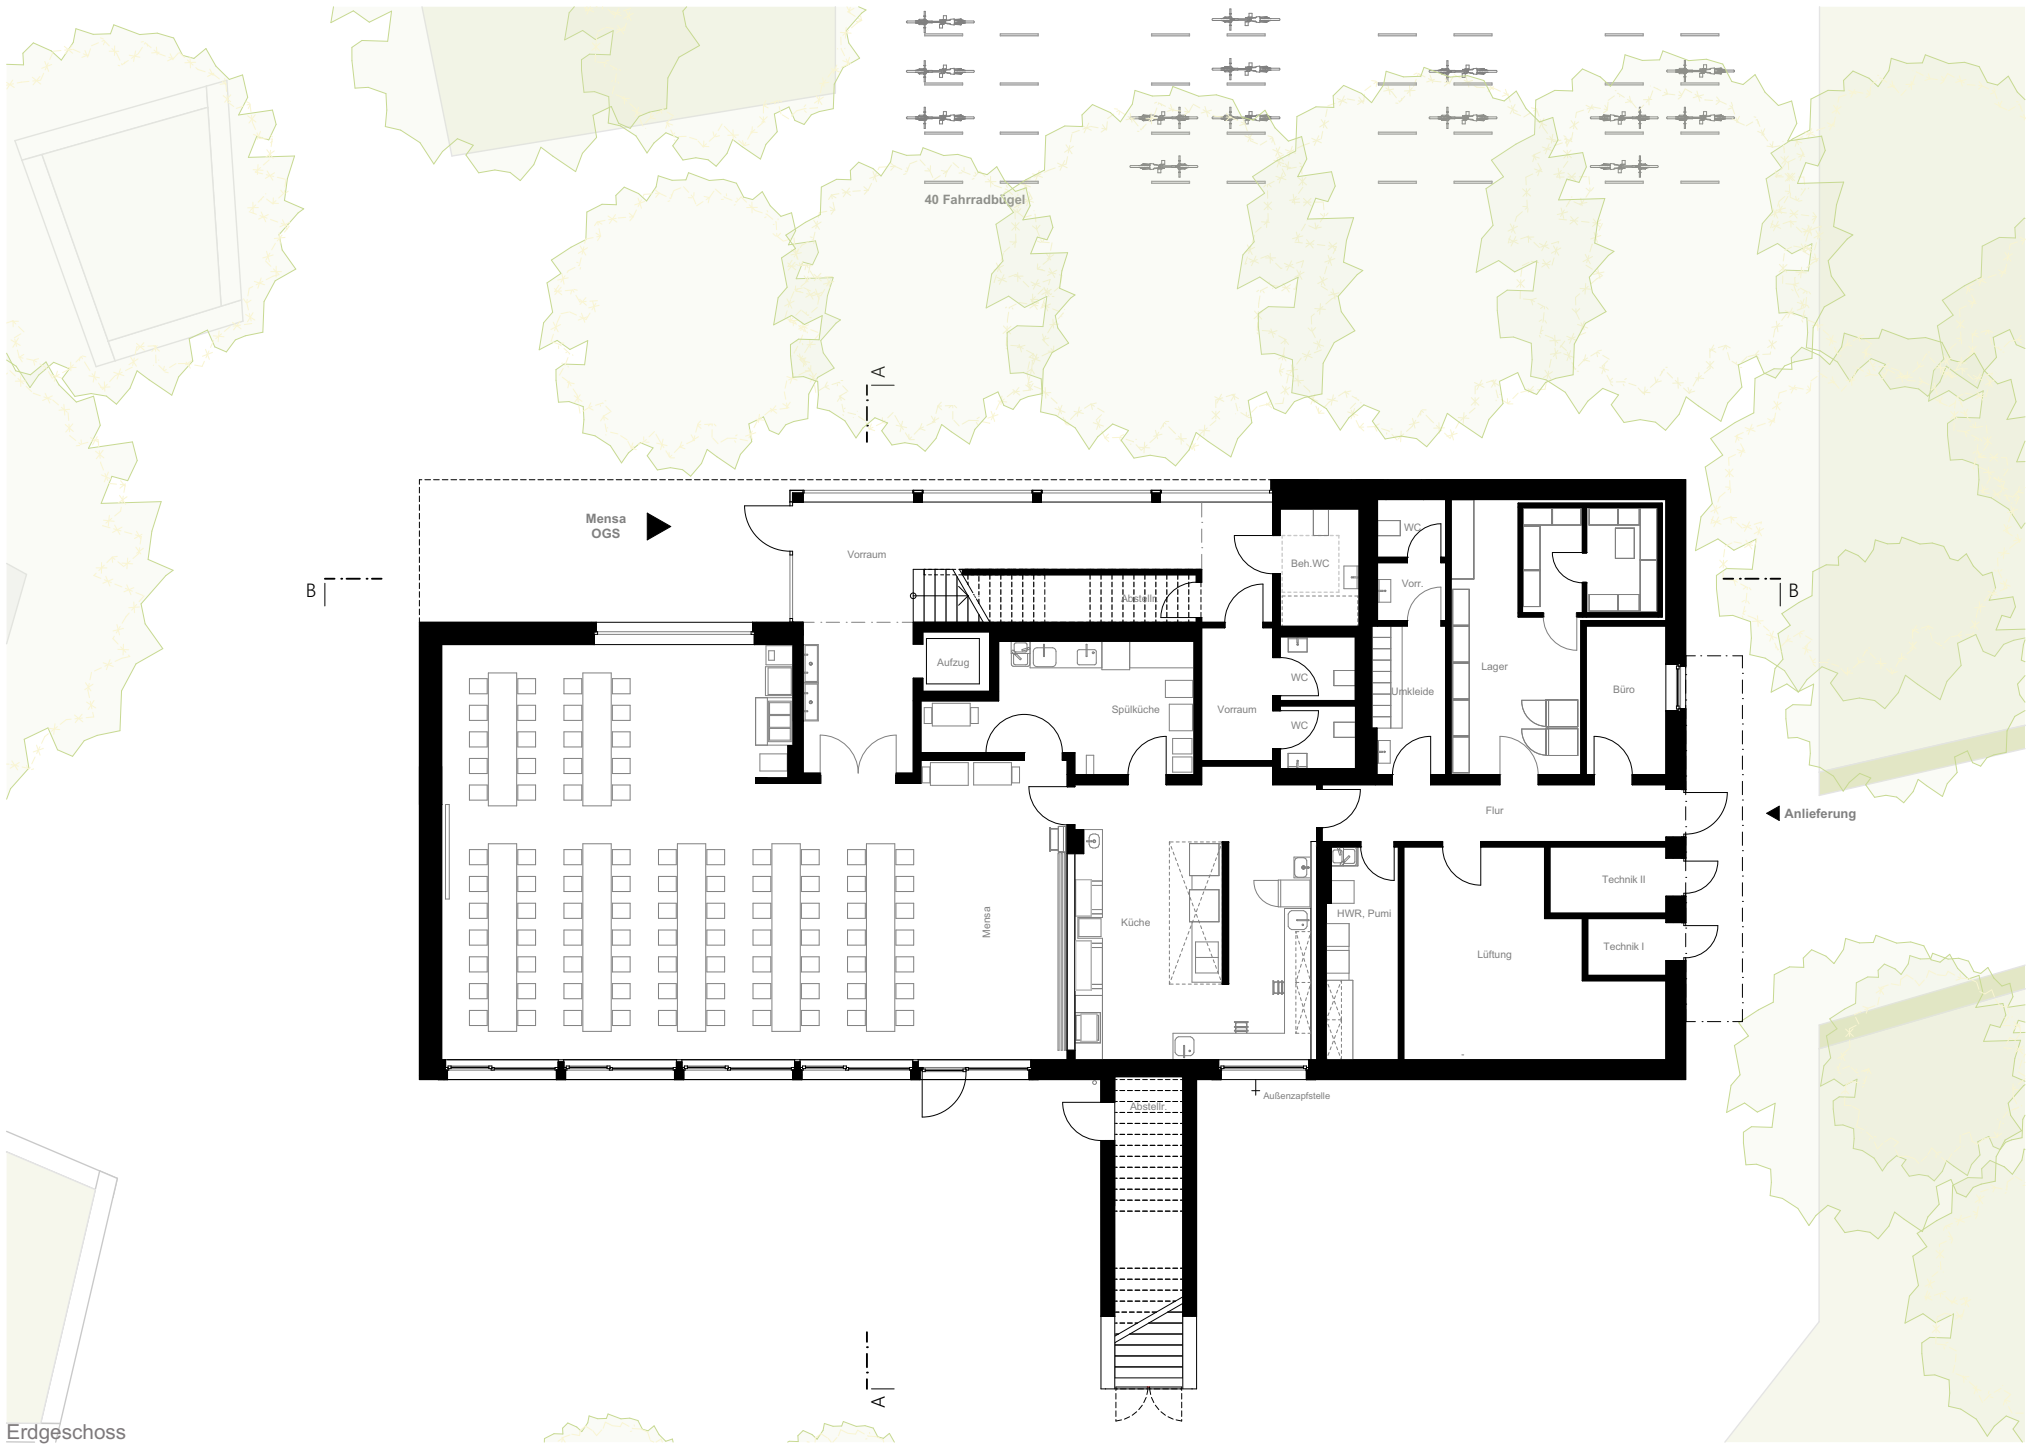 40 Fahrradbügel
A
Mensa
OGS
Vorraum
Beh.WC
WC
Vorr.
B
B
Abstellr.
Aufzug
Spülküche
Vorraum
WC
WC
Umkleide
Lager
Büro
Flur
Anlieferung
Mensa
Küche
HWR, Pumi
Lüftung
Technik II
Technik I
Außenzapfstelle
Abstellr.
A
Erdgeschoss